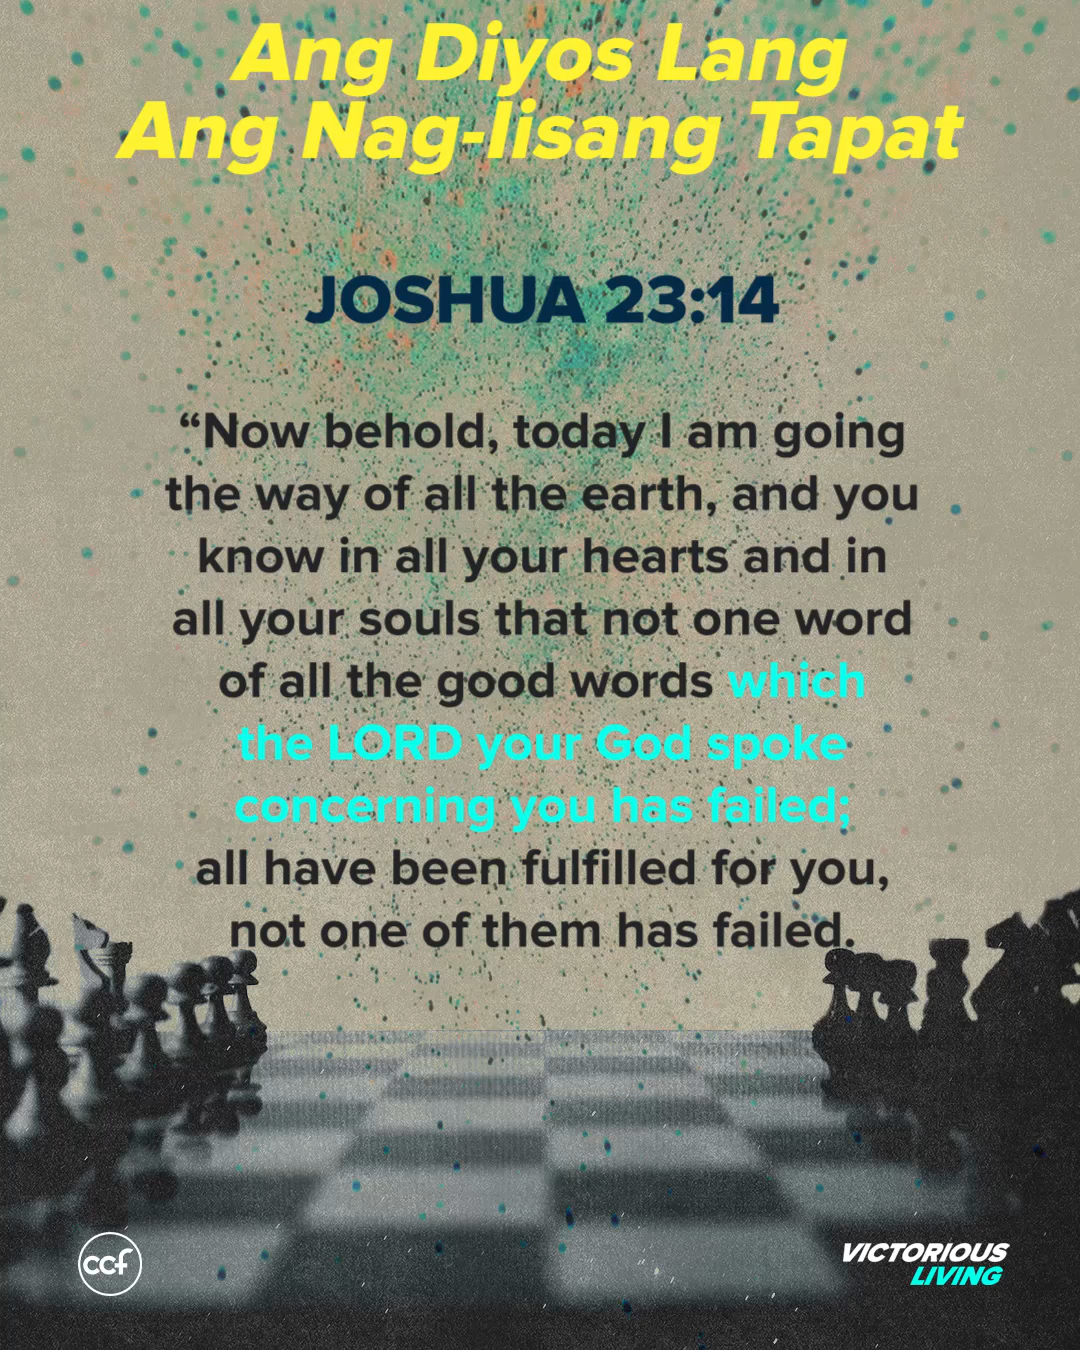 Ang Diyos Lang
Ang Nag-Iisang Tapat
JOSHUA 23:14
“Now behold, today I am going
the way of all the earth, and you
know in all your hearts and in
all your souls that not one word
of all the good words which
the LORD your God spoke
concerning you has failed;
all have been fulfilled for you,
not one of them has failed.
ccf
VICTORIOUS
LIVING